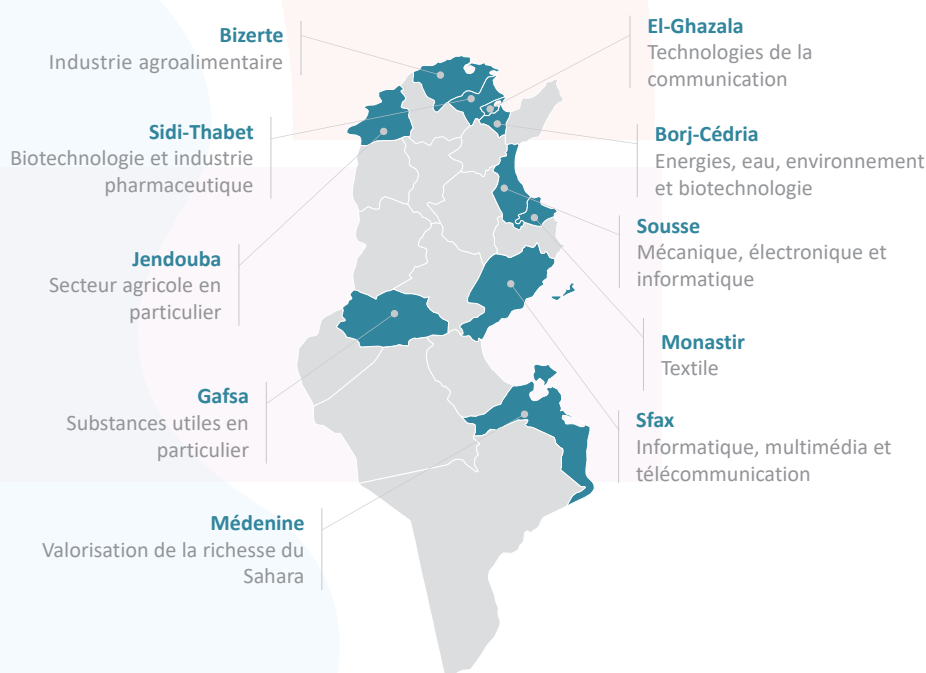 Bizerte
Industrie agroalimentaire
Sidi-Thabet
Biotechnologie et industrie
pharmaceutique
Jendouba
Secteur agricole en
particulier
Gafsa
Substances utiles en
particulier
Médenine
Valorisation de la richesse du
Sahara
El-Ghazala
Technologies de la
communication
Borj-Cédria
Energies, eau, environnement
et biotechnologie
Sousse
Mécanique, électronique et
informatique
Monastir
Textile
Sfax
Informatique, multimédia et
télécommunication